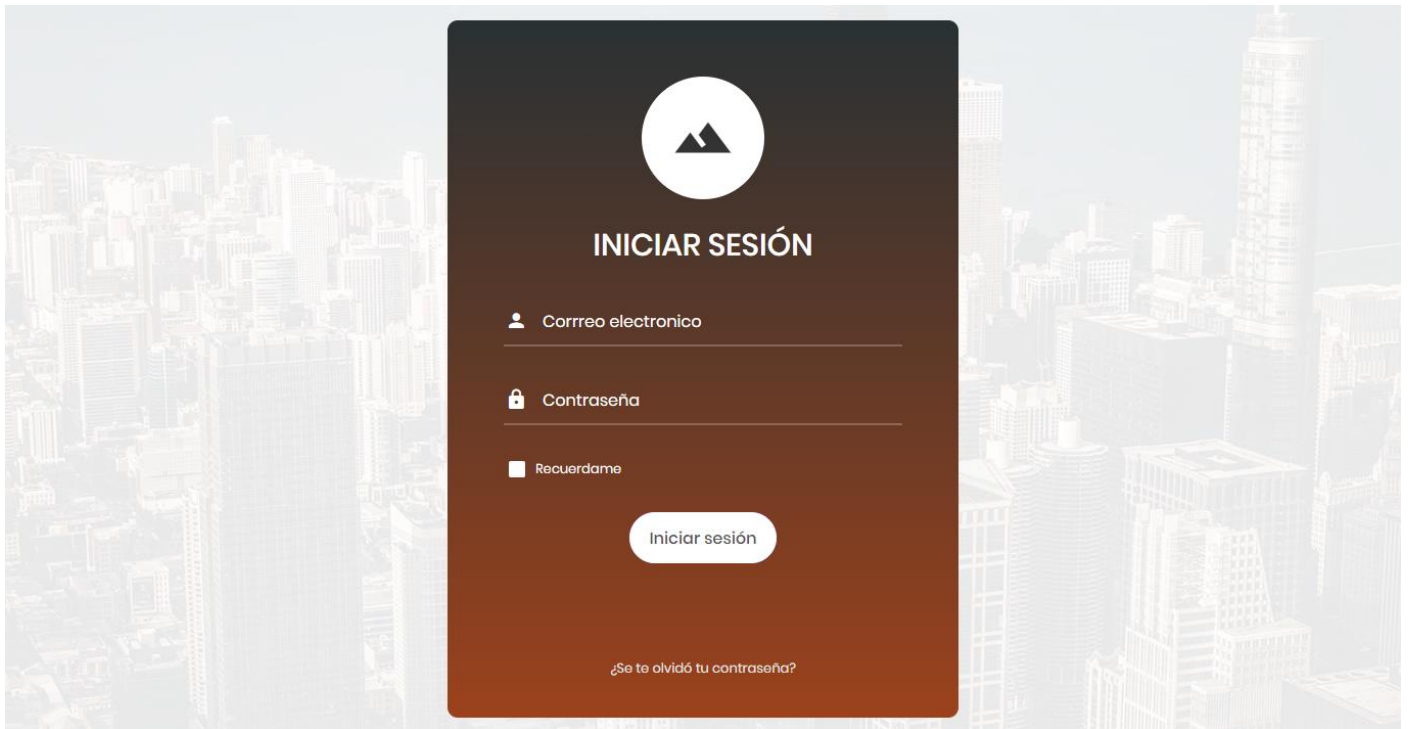 INICIAR SESIÓN
Corrreo electronico
Contraseña
Recuerdame
Iniciar sesión
¿Se te olvidó tu contraseña?